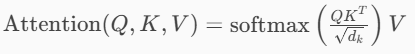 Attention(Q, K, V) = softmax(QK^T / √d_k)V